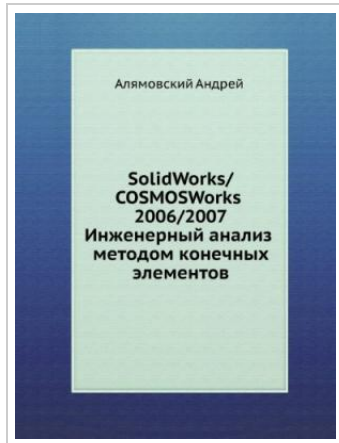 Алямовский Андрей
SolidWorks/
COSMOSWorks
2006/2007
Инженерный анализ
методом конечных
элементов